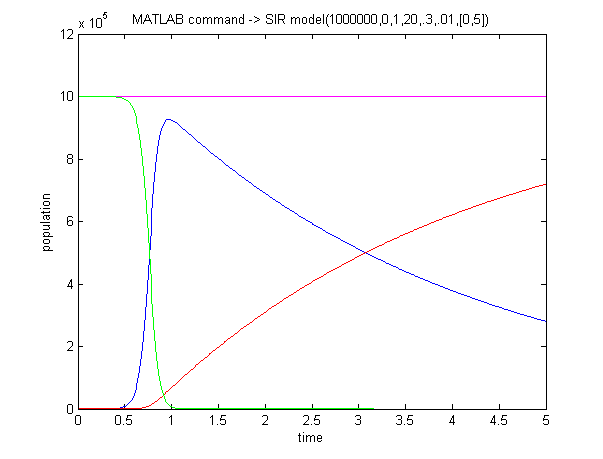 MATLAB command -> SIR model(1000000,0,1,20,.3,.01,[0,5])
x 10^5
12
10
8
6
4
2
0
population
0 0.5 1 1.5 2 2.5 3 3.5 4 4.5 5
time